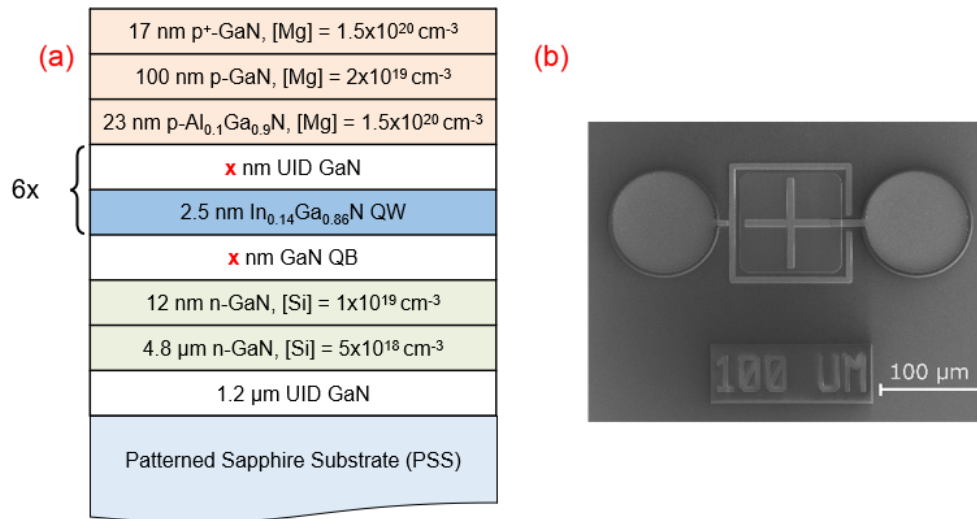 (a)
17 nm p⁺-GaN, [Mg] = 1.5x10²⁰ cm⁻³
100 nm p-GaN, [Mg] = 2x10¹⁹ cm⁻³
23 nm p-Al₀.₁Ga₀.₉N, [Mg] = 1.5x10²⁰ cm⁻³
6x
x nm UID GaN
2.5 nm In₀.₁₄Ga₀.₈₆N QW
x nm GaN QB
12 nm n-GaN, [Si] = 1x10¹⁹ cm⁻³
4.8 µm n-GaN, [Si] = 5x10¹⁸ cm⁻³
1.2 µm UID GaN
Patterned Sapphire Substrate (PSS)
(b)
100 UM
100 µm